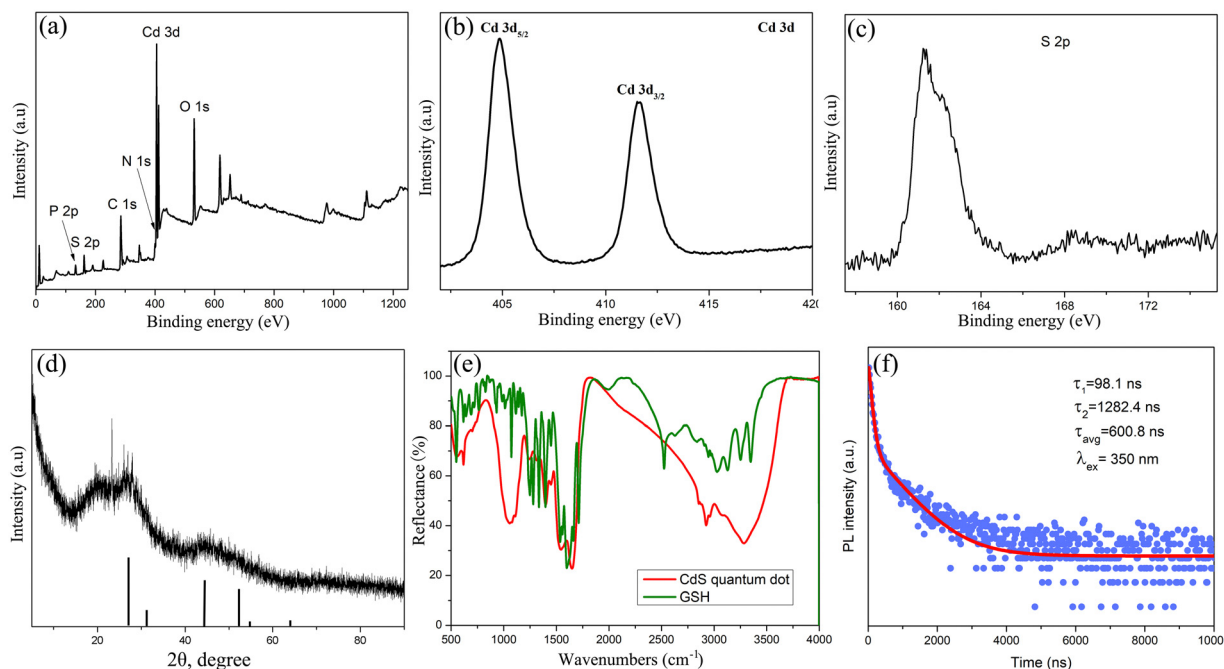 (a)
Cd 3d
O 1s
N 1s
P 2p
S 2p
C 1s
Intensity (a.u)
0 200 400 600 800 1000 1200
Binding energy (eV)
(b)
Cd 3d5/2
Cd 3d
Cd 3d3/2
Intensity (a.u)
405 410 415 420
Binding energy (eV)
(c)
S 2p
Intensity (a.u)
160 164 168 172
Binding energy (eV)
(d)
Intensity (a.u)
20 40 60 80
2θ, degree
(e)
100
80
60
40
20
0
Reflectance (%)
CdS quantum dot
GSH
500 1000 1500 2000 2500 3000 3500 4000
Wavenumbers (cm-1)
(f)
τ1=98.1 ns
τ2=1282.4 ns
τavg=600.8 ns
λex= 350 nm
PL intensity (a.u.)
0 2000 4000 6000 8000 10000
Time (ns)